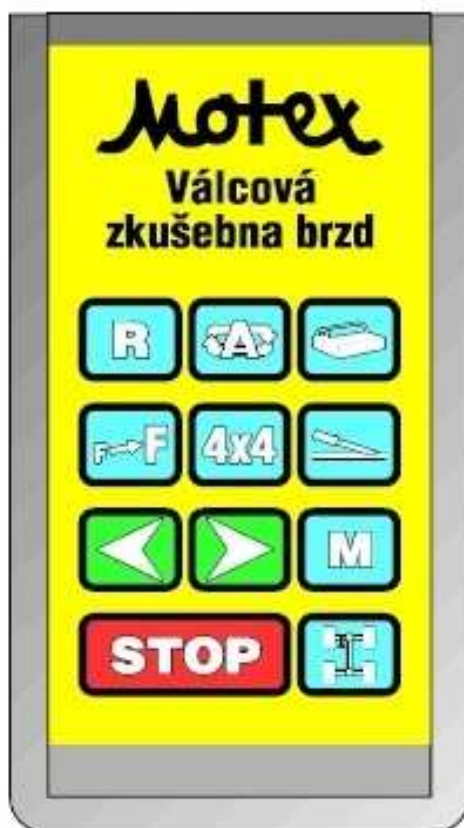 Motex
Válcová
zkušebna brzd
R A
F F 4x4
M
STOP